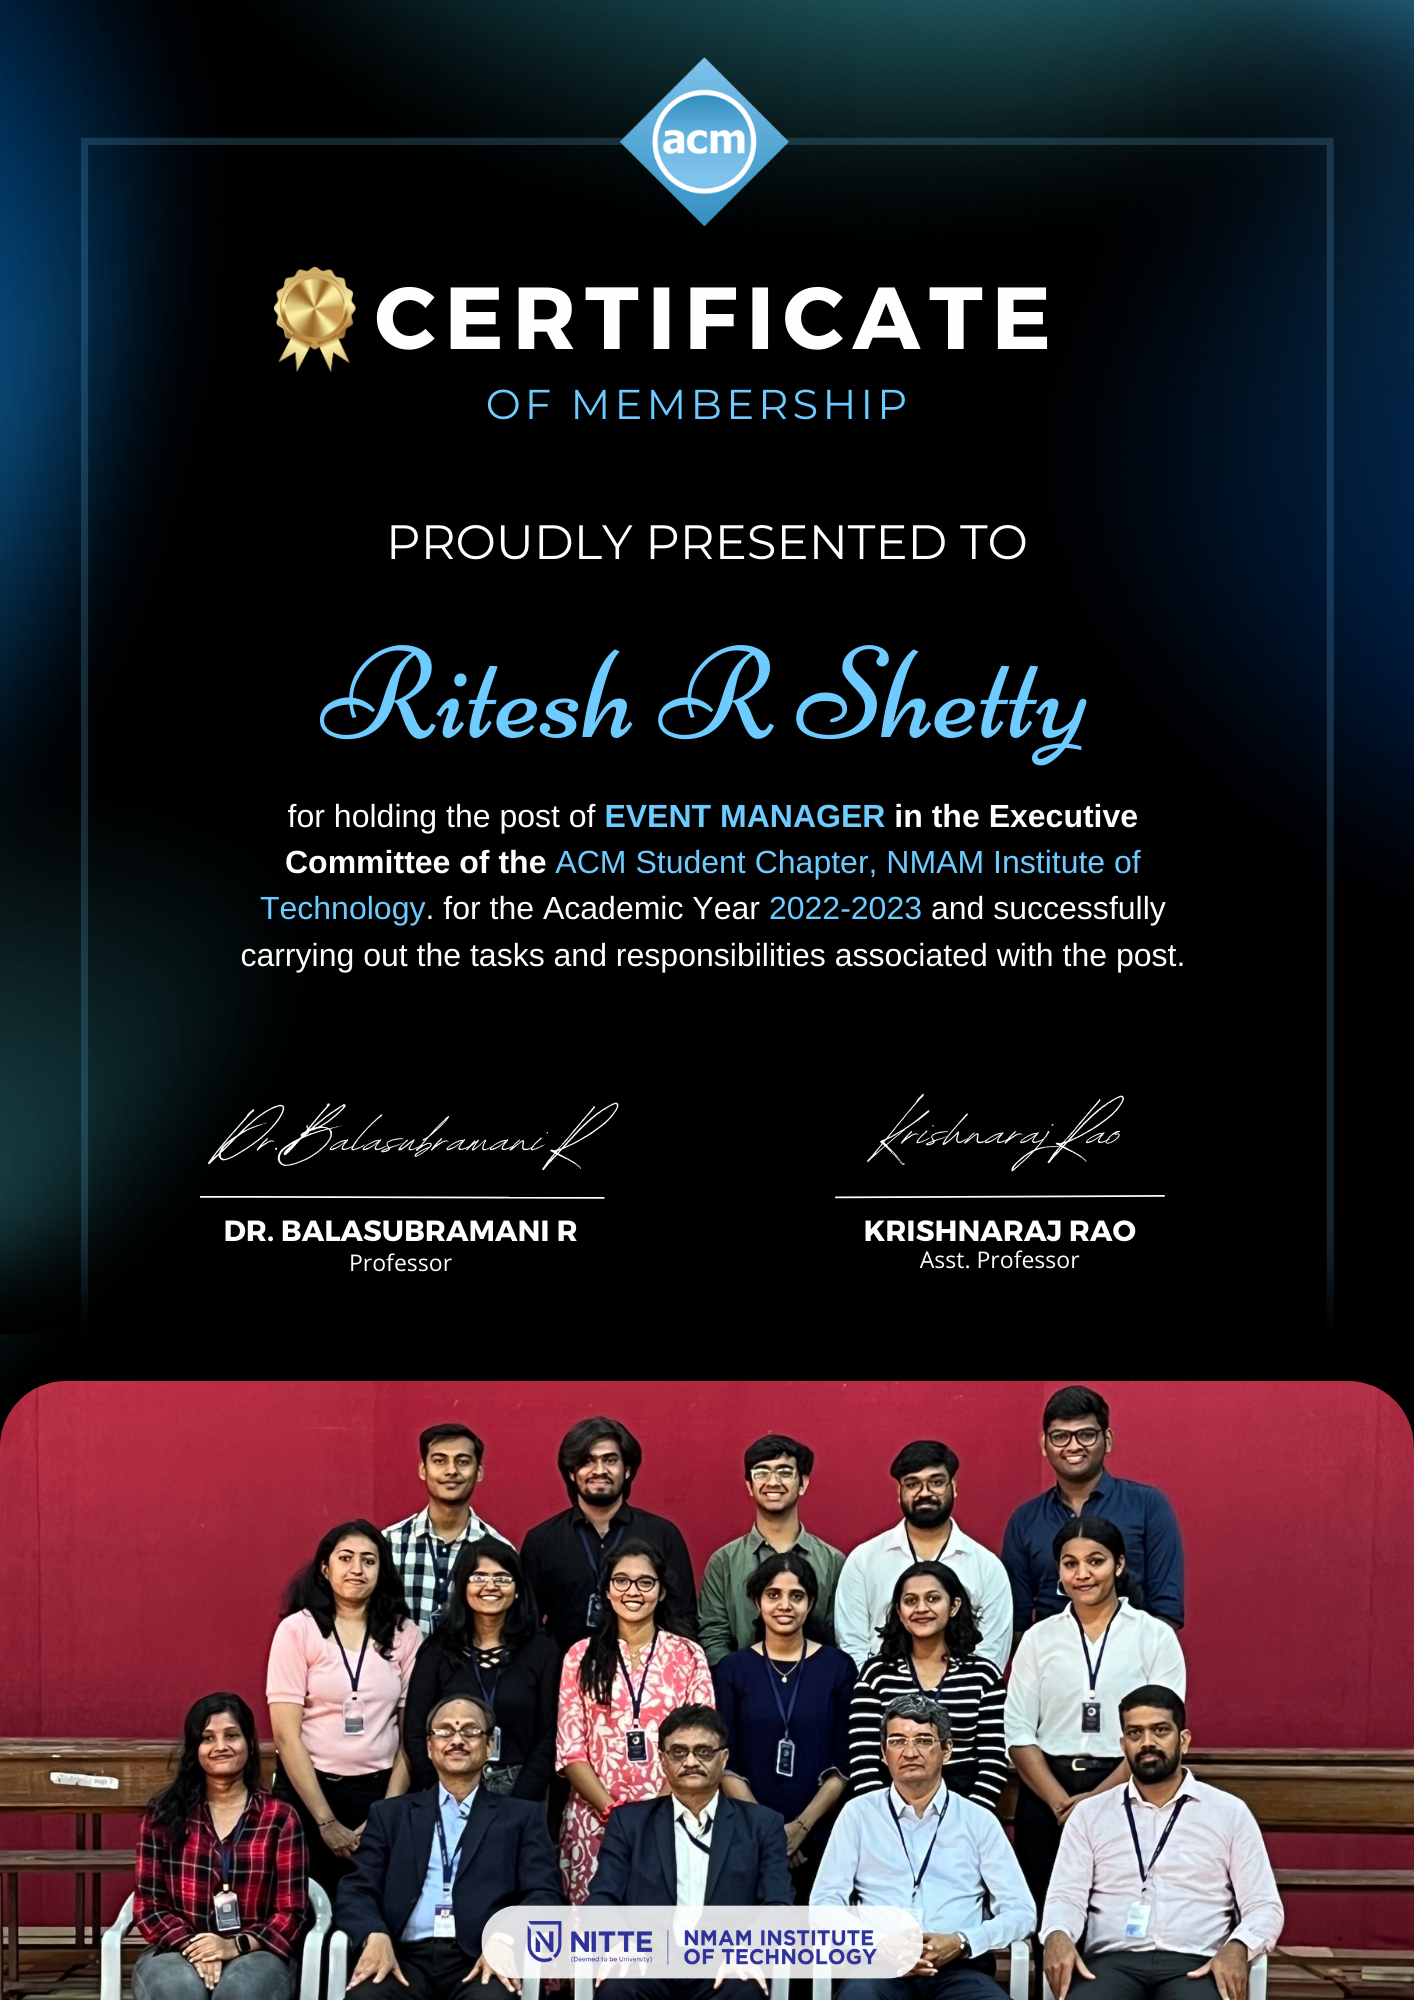 acm
CERTIFICATE
OF MEMBERSHIP
PROUDLY PRESENTED TO
Ritesh R Shetty
for holding the post of EVENT MANAGER in the Executive
Committee of the ACM Student Chapter, NMAM Institute of
Technology. for the Academic Year 2022-2023 and successfully
carrying out the tasks and responsibilities associated with the post.
Dr. Balasubramani R
Krishnaraj Rao
DR. BALASUBRAMANI R
Professor
KRISHNARAJ RAO
Asst. Professor
NITTE
(Deemed to be University)
NMAM INSTITUTE
OF TECHNOLOGY